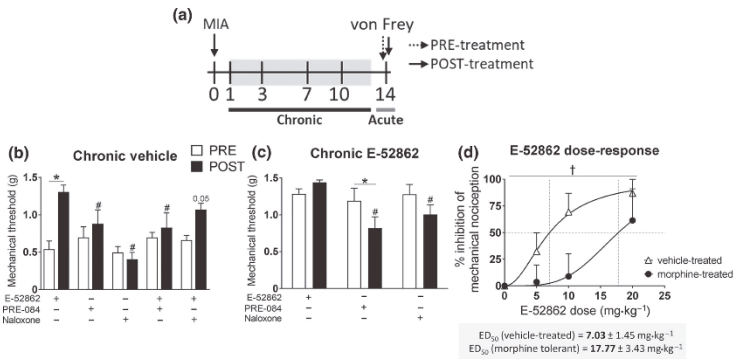 (a)
MIA
von Frey
PRE-treatment
POST-treatment
0 1 3 7 10 14
Chronic Acute
(b)
Chronic vehicle
PRE
POST
Mechanical threshold (g)
1.5
1.0
0.5
0.0
* # # # 0.05
E-52862 + + +
PRE-084 + +
Naloxone + +
(c)
Chronic E-52862
Mechanical threshold (g)
1.5
1.0
0.5
0.0
* # #
E-52862 +
PRE-084 +
Naloxone +
(d)
E-52862 dose-response
†
% inhibition of
mechanical nociception
100
75
50
25
0
vehicle-treated
morphine-treated
0 5 10 15 20 25
E-52862 dose (mg·kg⁻¹)
ED₅₀ (vehicle-treated) = 7.03 ± 1.45 mg·kg⁻¹
ED₅₀ (morphine tolerant) = 17.77 ± 3.43 mg·kg⁻¹